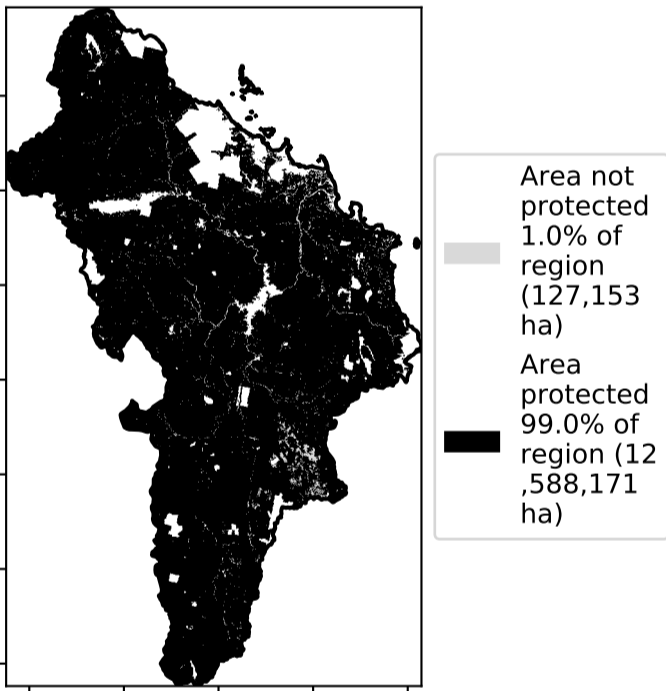 Area not
protected
1.0% of
region
(127,153
ha)
Area
protected
99.0% of
region (12
,588,171
ha)